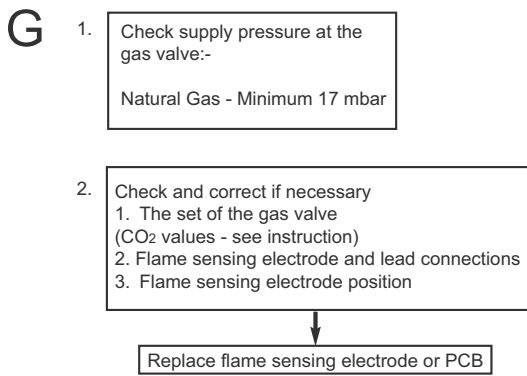 G
1.
Check supply pressure at the
gas valve:-
Natural Gas - Minimum 17 mbar
2.
Check and correct if necessary
1. The set of the gas valve
(CO2 values - see instruction)
2. Flame sensing electrode and lead connections
3. Flame sensing electrode position
Replace flame sensing electrode or PCB